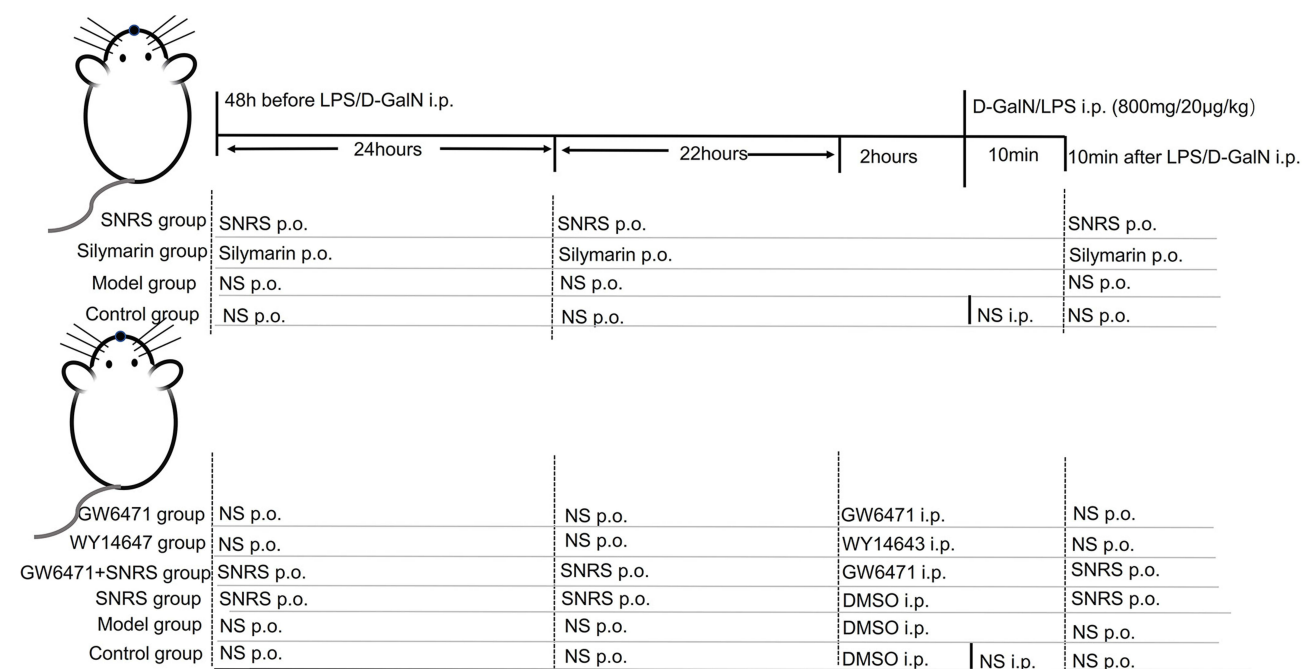 48h before LPS/D-GalN i.p.
D-GalN/LPS i.p. (800mg/20μg/kg)
24hours
22hours
2hours
10min
10min after LPS/D-GalN i.p.
SNRS group SNRS p.o. SNRS p.o. SNRS p.o.
Silymarin group Silymarin p.o. Silymarin p.o. Silymarin p.o.
Model group NS p.o. NS p.o. NS p.o.
Control group NS p.o. NS p.o. NS i.p. NS p.o.
GW6471 group NS p.o. NS p.o. GW6471 i.p. NS p.o.
WY14647 group NS p.o. NS p.o. WY14643 i.p. NS p.o.
GW6471+SNRS group SNRS p.o. SNRS p.o. GW6471 i.p. SNRS p.o.
SNRS group SNRS p.o. SNRS p.o. DMSO i.p. SNRS p.o.
Model group NS p.o. NS p.o. DMSO i.p. NS p.o.
Control group NS p.o. NS p.o. DMSO i.p. NS i.p. NS p.o.